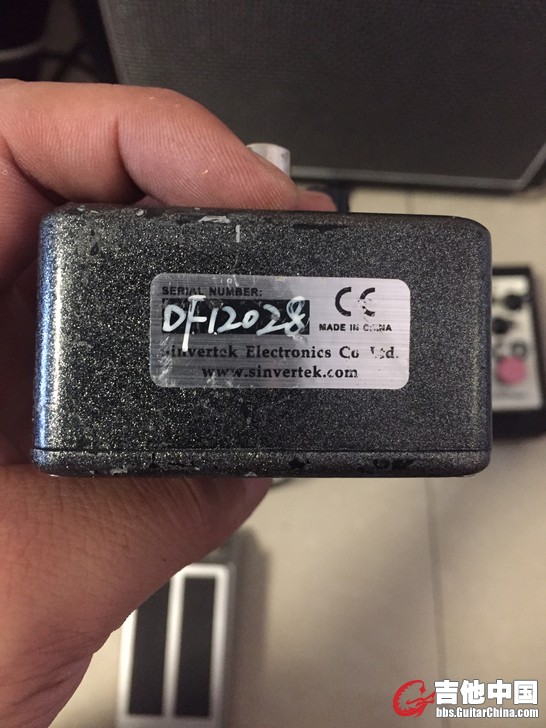 SERIAL NUMBER:
DF12028
CE
MADE IN CHINA
Sinvertek Electronics Co Ltd.
www.sinvertek.com
吉他中国
bbs.GuitarChina.com